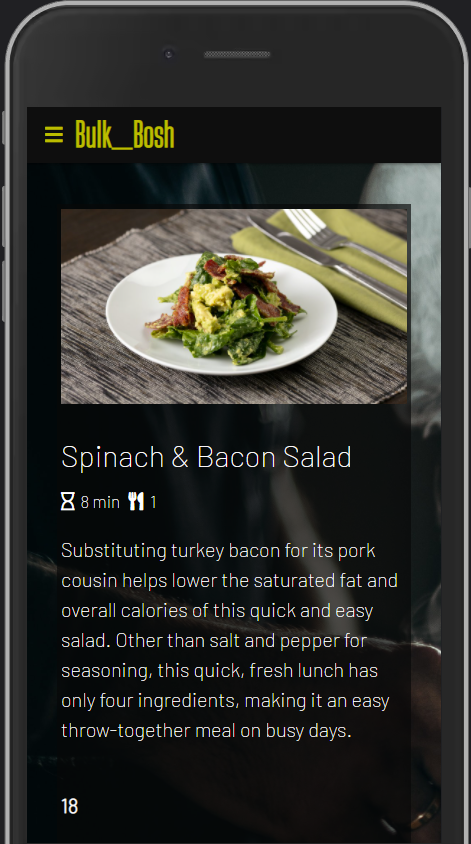 Bulk__Bosh
Spinach & Bacon Salad
8 min 1
Substituting turkey bacon for its pork
cousin helps lower the saturated fat and
overall calories of this quick and easy
salad. Other than salt and pepper for
seasoning, this quick, fresh lunch has
only four ingredients, making it an easy
throw-together meal on busy days.
18